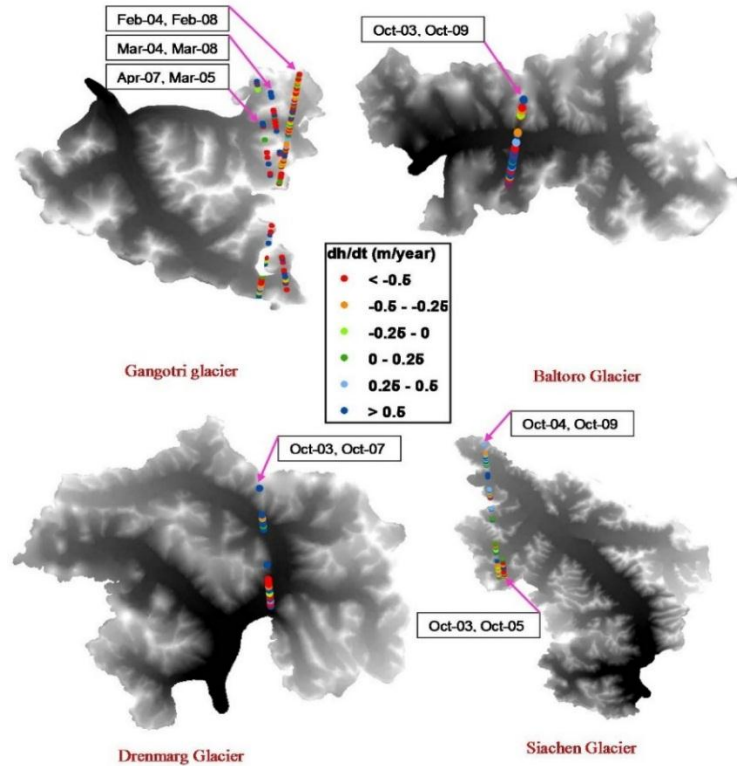 Feb-04, Feb-08
Mar-04, Mar-08
Apr-07, Mar-05
Oct-03, Oct-09
dh/dt (m/year)
< -0.5
-0.5 - -0.25
-0.25 - 0
0 - 0.25
0.25 - 0.5
> 0.5
Gangotri glacier
Baltoro Glacier
Oct-03, Oct-07
Oct-04, Oct-09
Oct-03, Oct-05
Drenmarg Glacier
Siachen Glacier